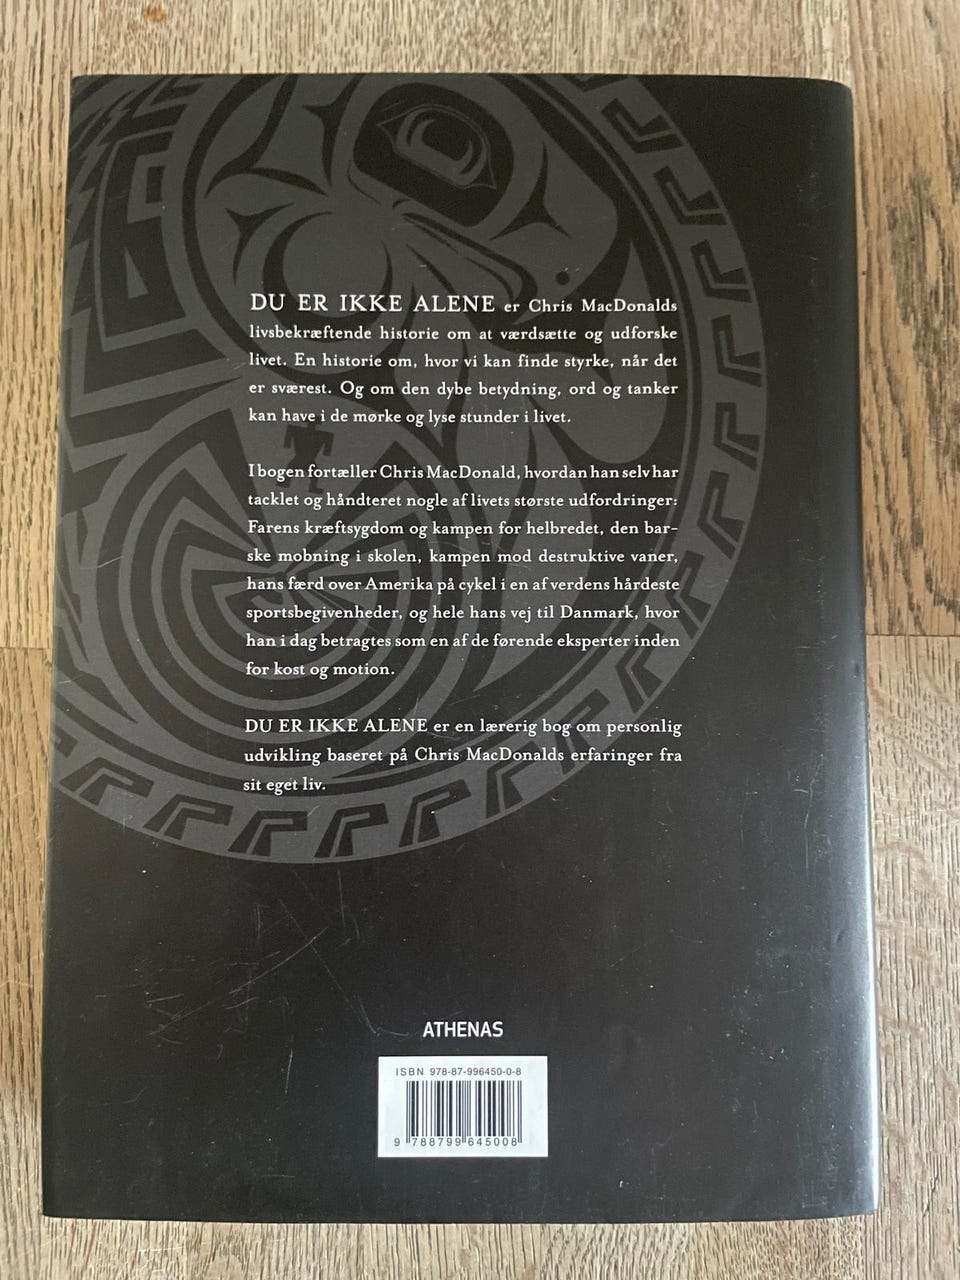 DU ER IKKE ALENE er Chris MacDonalds
livsbekræftende historie om at værdsætte og udforske
livet. En historie om, hvor vi kan finde styrke, når det
er sværest. Og om den dybe betydning, ord og tanker
kan have i de mørke og lyse stunder i livet.
I bogen fortæller Chris MacDonald, hvordan han selv har
tacklet og håndteret nogle af livets største udfordringer:
Farens kræftsygdom og kampen for helbredet, den bar-
ske mobning i skolen, kampen mod destruktive vaner,
hans færd over Amerika på cykel i en af verdens hårdeste
sportsbegivenheder, og hele hans vej til Danmark, hvor
han i dag betragtes som en af de førende eksperter inden
for kost og motion.
DU ER IKKE ALENE er en lærerig bog om personlig
udvikling baseret på Chris MacDonalds erfaringer fra
sit eget liv.
ATHENAS
ISBN 978-87-996450-0-8
9 788799 645008